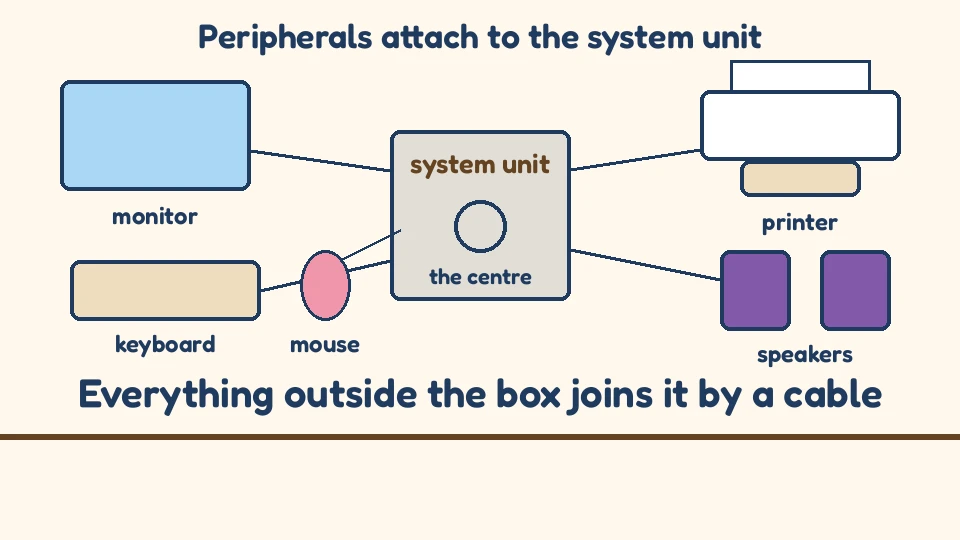 Peripherals attach to the system unit
system unit
the centre
monitor
printer
keyboard
mouse
speakers
Everything outside the box joins it by a cable